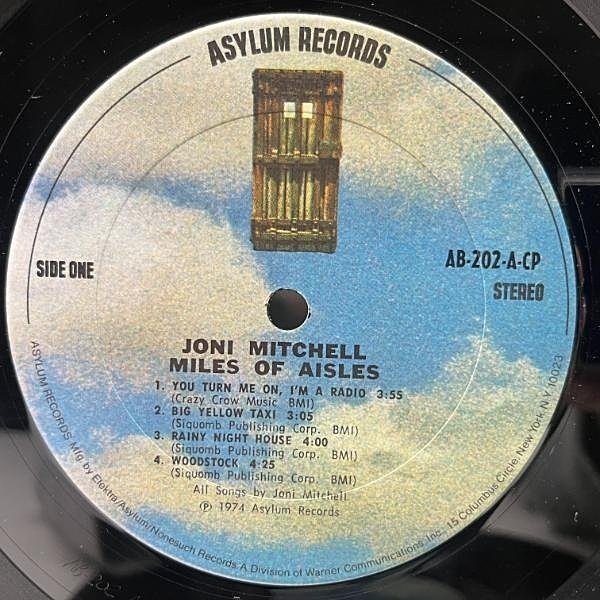 ASYLUM RECORDS
SIDE ONE
AB-202-A-CP
STEREO
JONI MITCHELL
MILES OF AISLES
1. YOU TURN ME ON, I'M A RADIO 3:55
(Crazy Crow Music BMI)
2. BIG YELLOW TAXI 3:05
(Siquomb Publishing Corp. BMI)
3. RAINY NIGHT HOUSE 4:00
(Siquomb Publishing Corp. BMI)
4. WOODSTOCK 4:25
(Siquomb Publishing Corp. BMI)
All Songs by Joni Mitchell
℗ 1974 Asylum Records
ASYLUM RECORDS Mfg by Elektra/Asylum/Nonesuch Records A Division of Warner Communications, Inc. 15 Columbus Circle, New York, N.Y. 10023